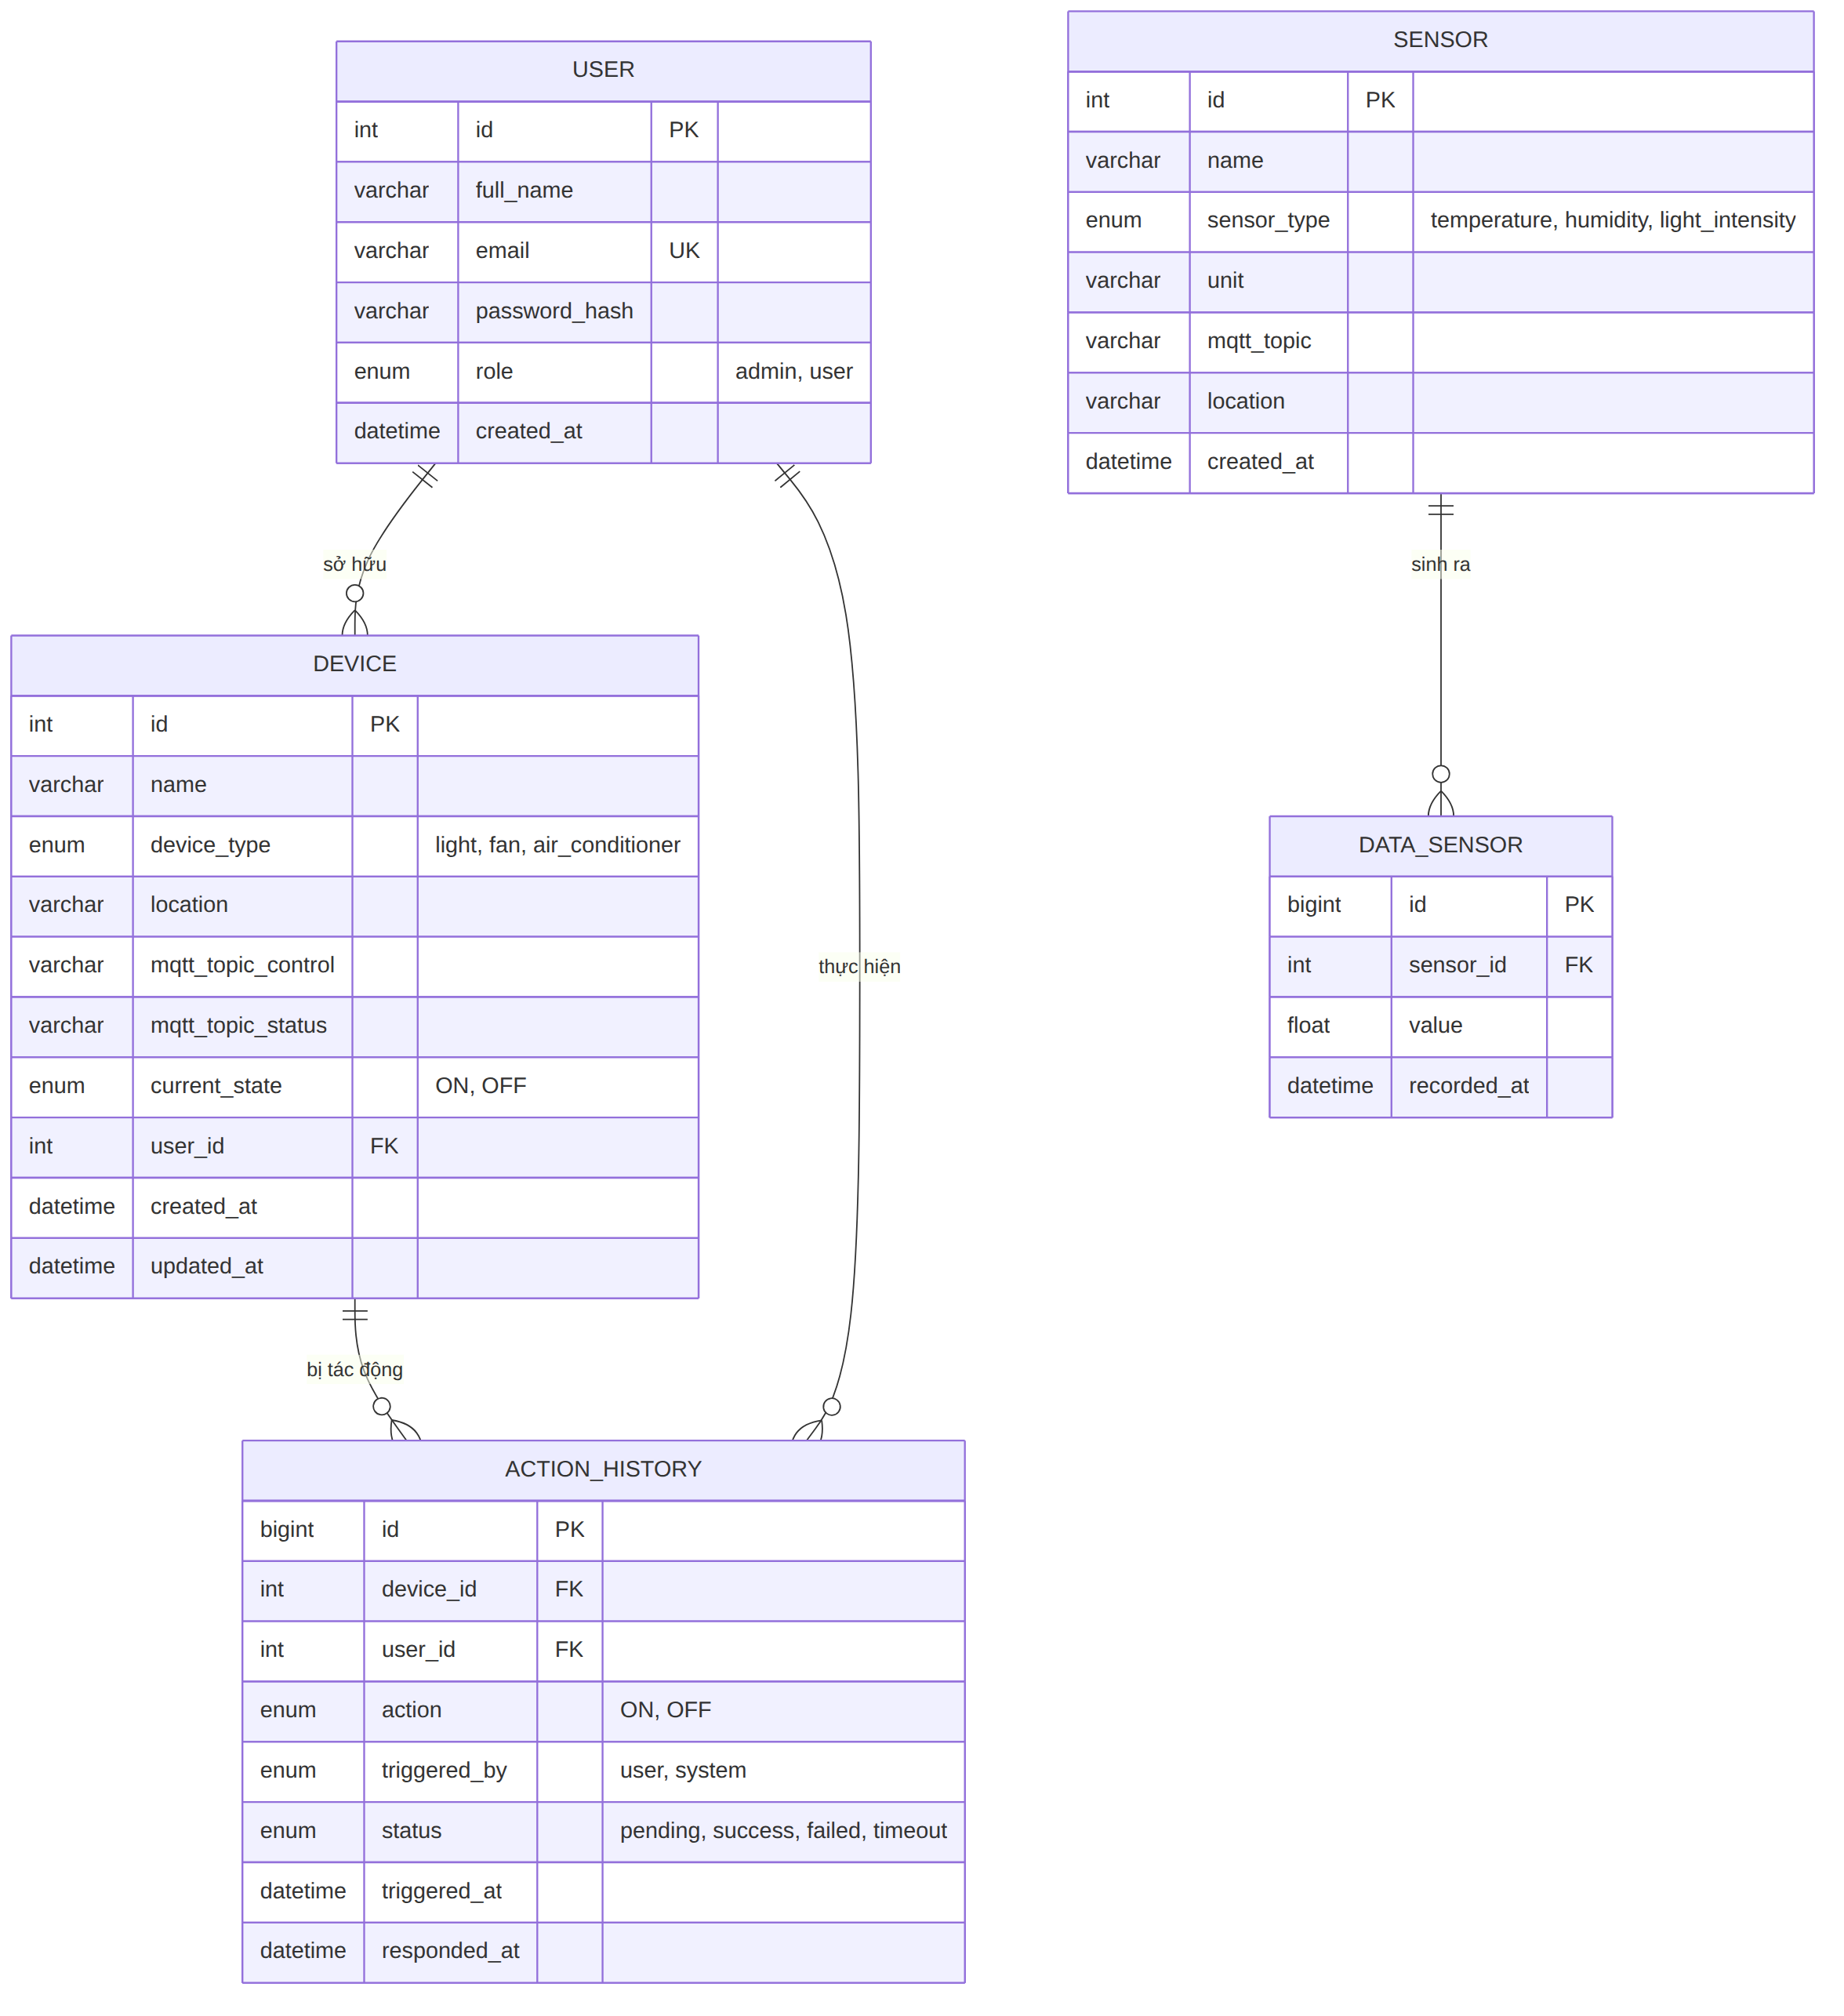 USER
int id PK
varchar full_name
varchar email UK
varchar password_hash
enum role admin, user
datetime created_at
SENSOR
int id PK
varchar name
enum sensor_type temperature, humidity, light_intensity
varchar unit
varchar mqtt_topic
varchar location
datetime created_at
sở hữu
sinh ra
DEVICE
int id PK
varchar name
enum device_type light, fan, air_conditioner
varchar location
varchar mqtt_topic_control
varchar mqtt_topic_status
enum current_state ON, OFF
int user_id FK
datetime created_at
datetime updated_at
thực hiện
DATA_SENSOR
bigint id PK
int sensor_id FK
float value
datetime recorded_at
bị tác động
ACTION_HISTORY
bigint id PK
int device_id FK
int user_id FK
enum action ON, OFF
enum triggered_by user, system
enum status pending, success, failed, timeout
datetime triggered_at
datetime responded_at